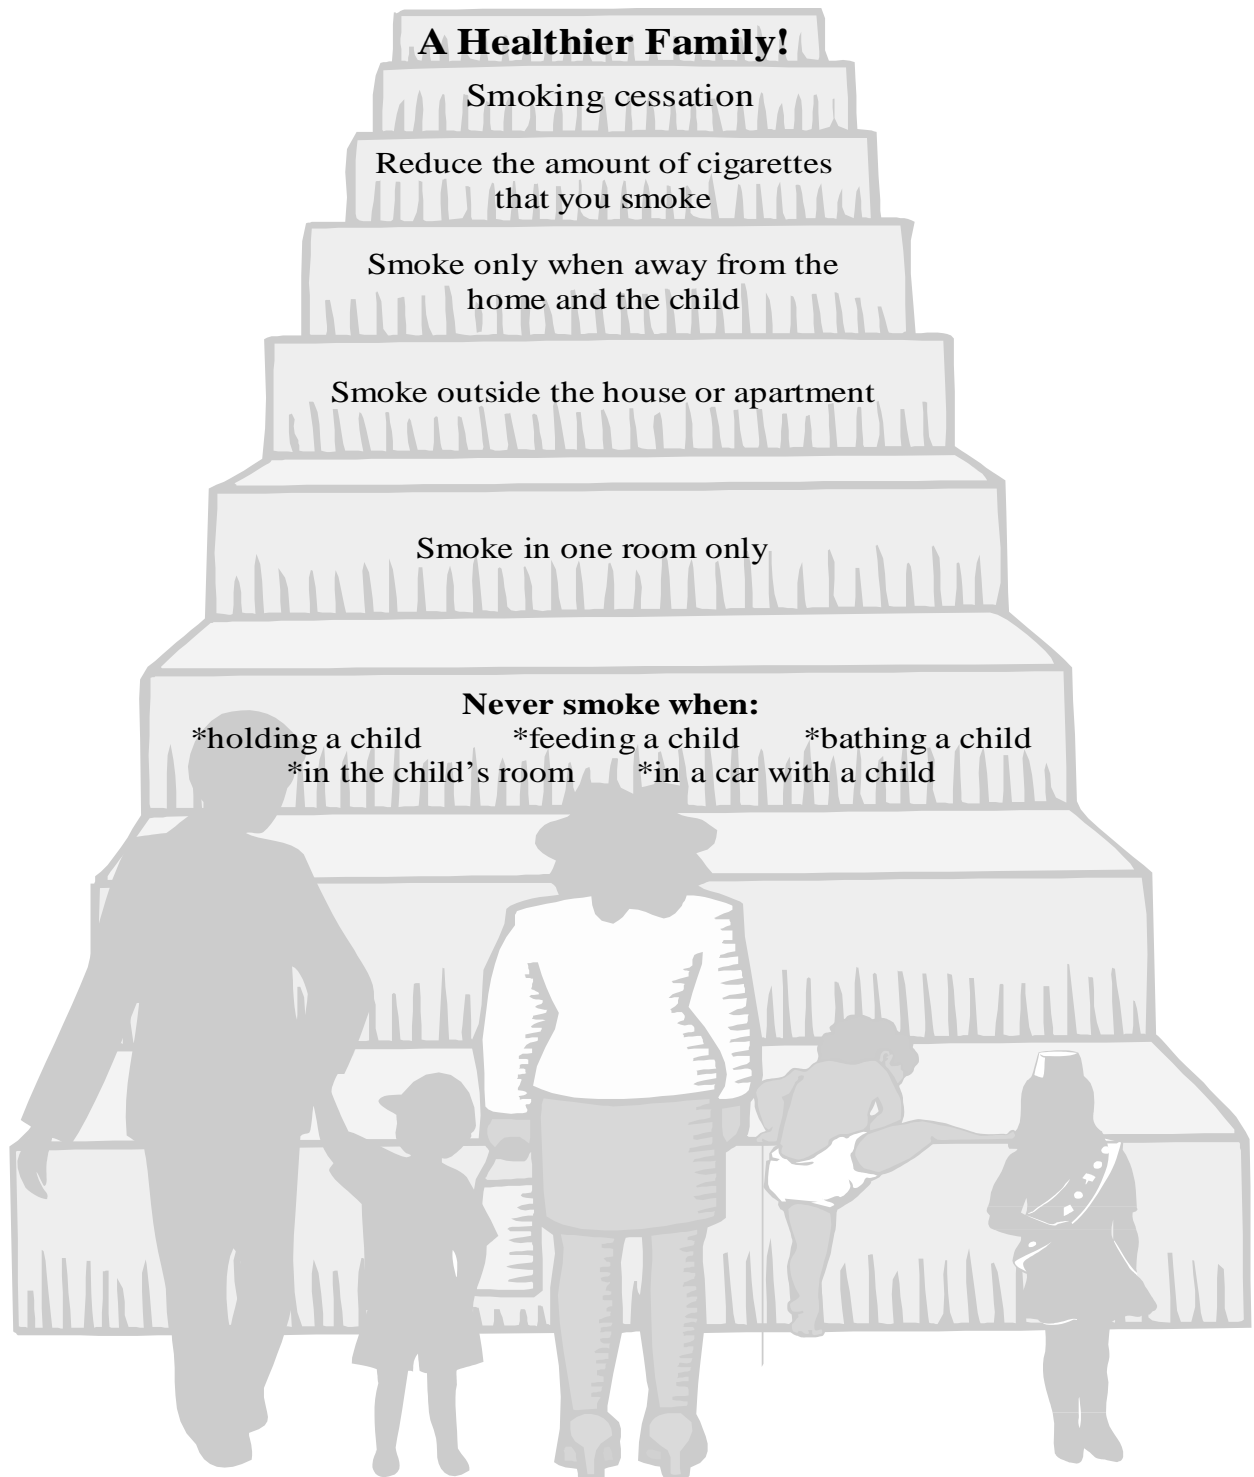 A Healthier Family!
Smoking cessation
Reduce the amount of cigarettes
that you smoke
Smoke only when away from the
home and the child
Smoke outside the house or apartment
Smoke in one room only
Never smoke when:
*holding a child *feeding a child *bathing a child
*in the child's room *in a car with a child